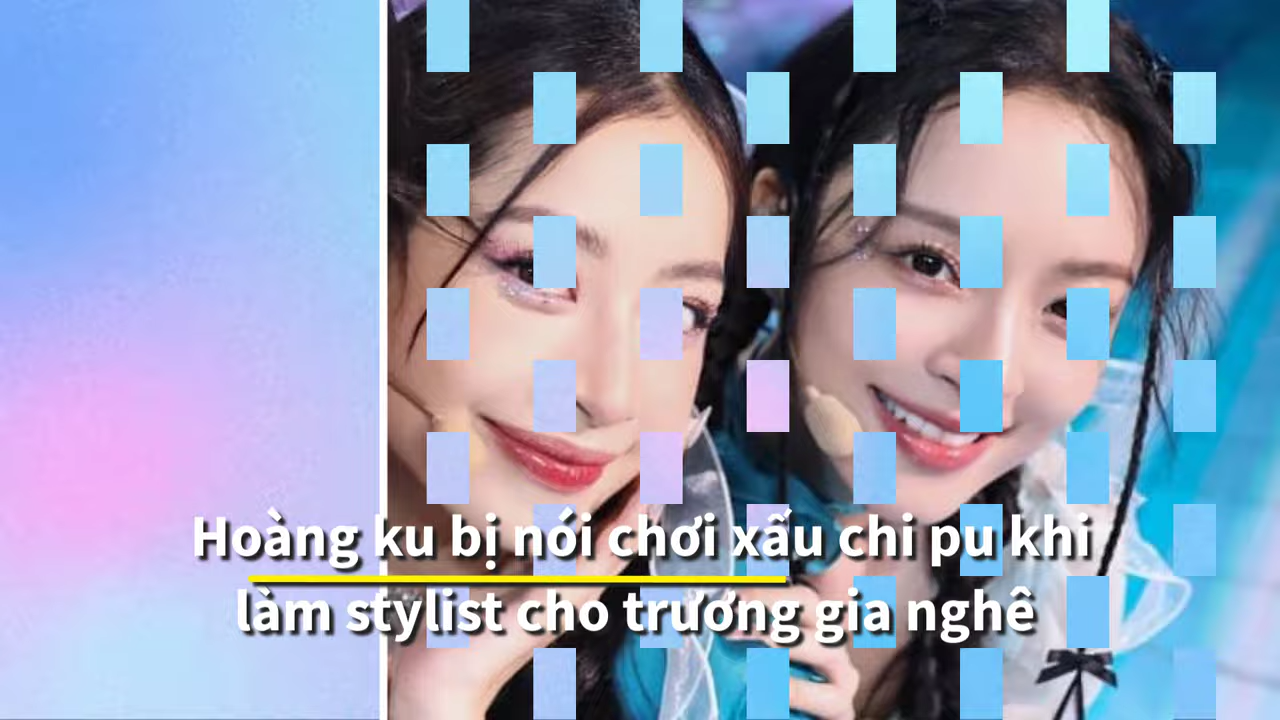 Hoàng ku bị nói chơi xấu chi pu khi
làm stylist cho trương gia nghê